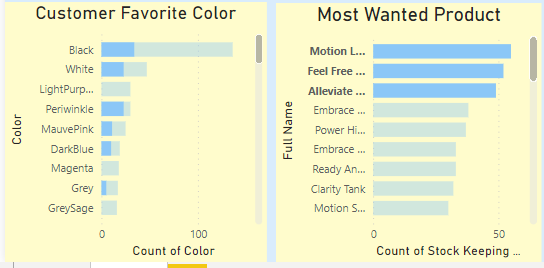 Customer Favorite Color
Color
Black
White
LightPurp...
Periwinkle
MauvePink
DarkBlue
Magenta
Grey
GreySage
0
100
Count of Color
Most Wanted Product
Full Name
Motion L...
Feel Free ...
Alleviate ...
Embrace ...
Power Hi...
Embrace ...
Ready An...
Clarity Tank
Motion S...
0
50
Count of Stock Keeping ...